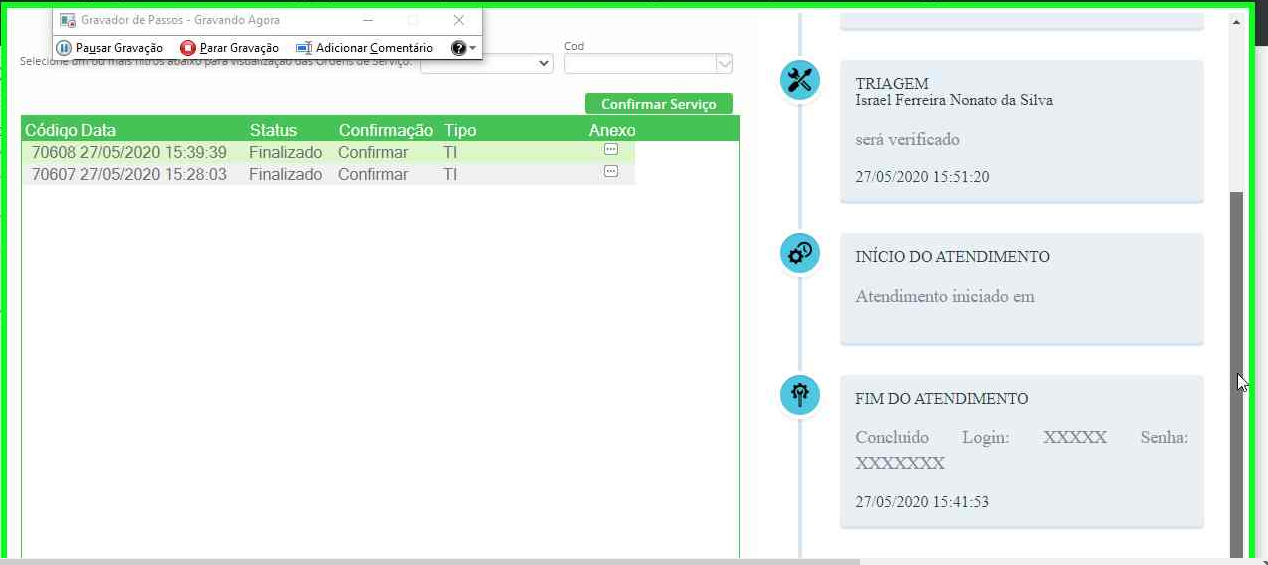 Gravador de Passos - Gravando Agora
Pausar Gravação Parar Gravação Adicionar Comentário ?
Selecione um ou mais filtros abaixo para visualização das Ordens de Serviço.
Cod
Confirmar Serviço
Código Data Status Confirmação Tipo Anexo
70608 27/05/2020 15:39:39 Finalizado Confirmar TI
70607 27/05/2020 15:28:03 Finalizado Confirmar TI
TRIAGEM
Israel Ferreira Nonato da Silva
será verificado
27/05/2020 15:51:20
INÍCIO DO ATENDIMENTO
Atendimento iniciado em
FIM DO ATENDIMENTO
Concluido Login: XXXXX Senha:
XXXXXXX
27/05/2020 15:41:53